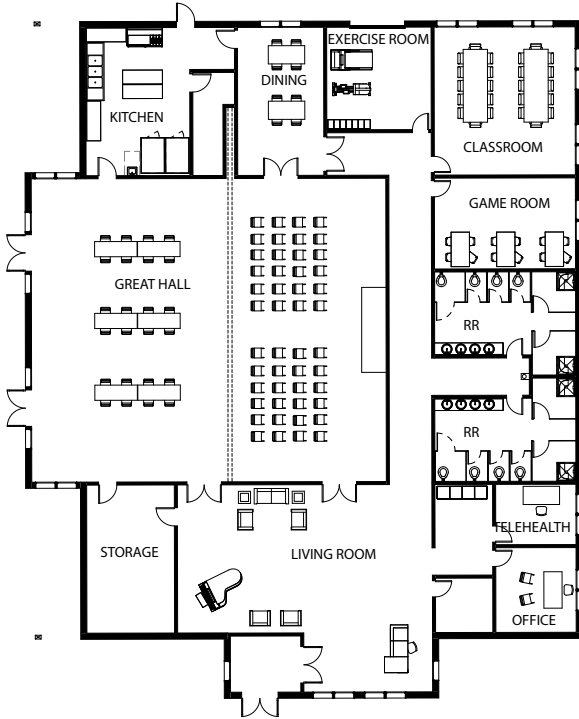 EXERCISE ROOM
DINING
KITCHEN
CLASSROOM
GAME ROOM
GREAT HALL
RR
RR
TELEHEALTH
STORAGE
LIVING ROOM
OFFICE